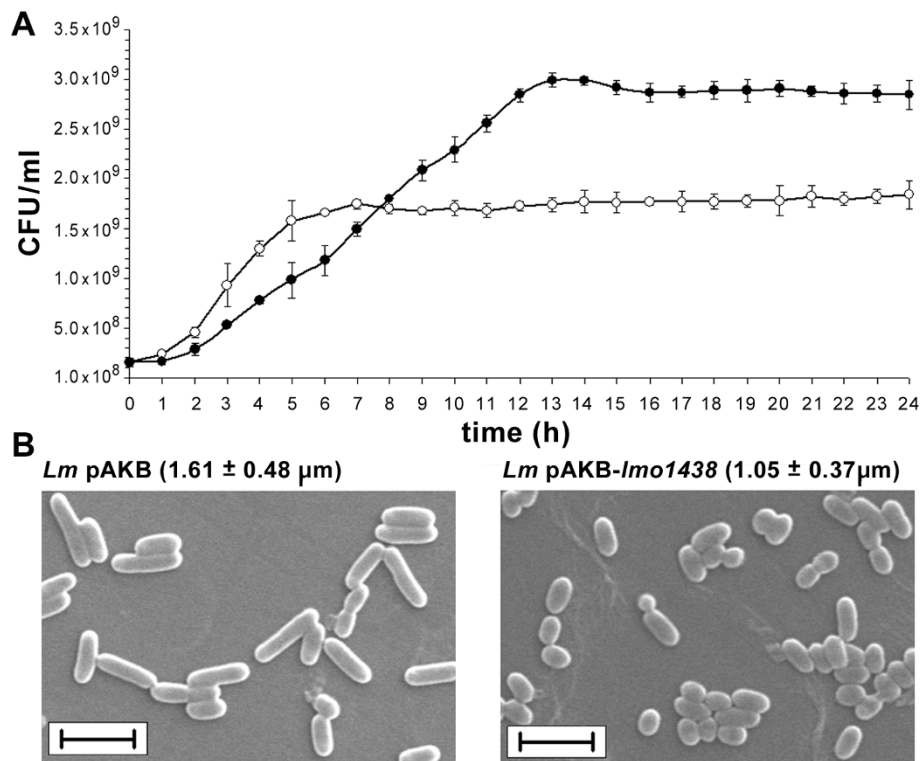 A
3.5x10⁹
3.0x10⁹
2.5x10⁹
2.0x10⁹
1.5x10⁹
1.0x10⁹
5.0x10⁸
1.0x10⁸
CFU/ml
0 1 2 3 4 5 6 7 8 9 10 11 12 13 14 15 16 17 18 19 20 21 22 23 24
time (h)
B
Lm pAKB (1.61 ± 0.48 µm)
Lm pAKB-lmo1438 (1.05 ± 0.37µm)